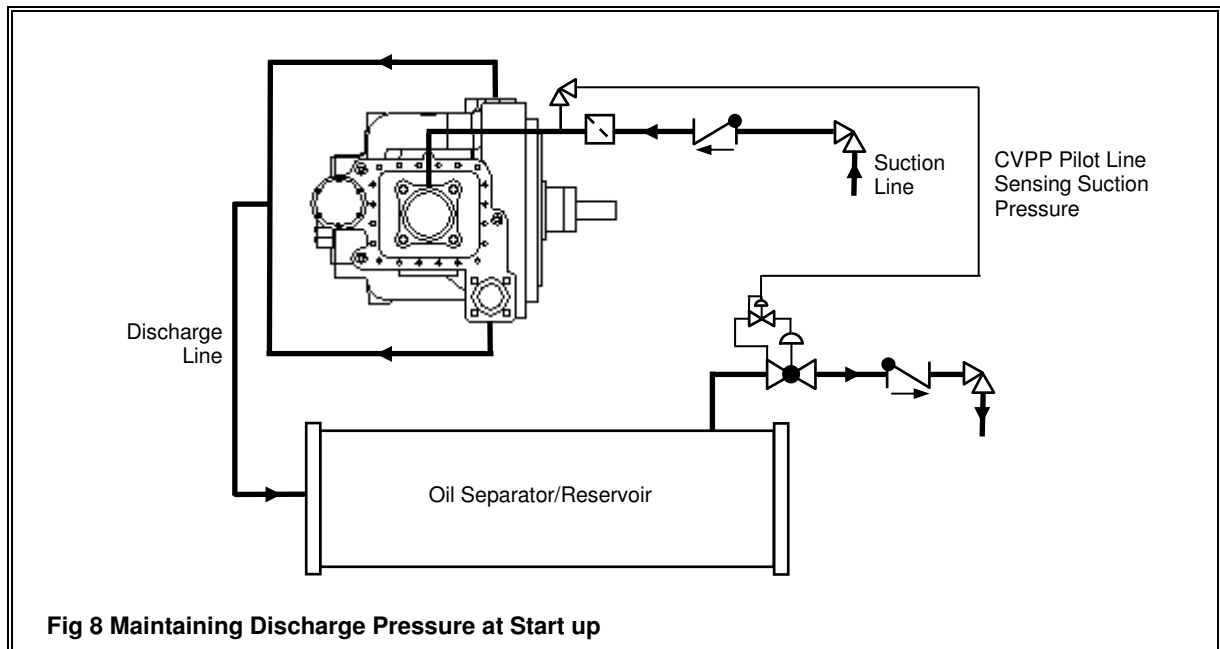 Suction
Line
CVPP Pilot Line
Sensing Suction
Pressure
Discharge
Line
Oil Separator/Reservoir
Fig 8 Maintaining Discharge Pressure at Start up